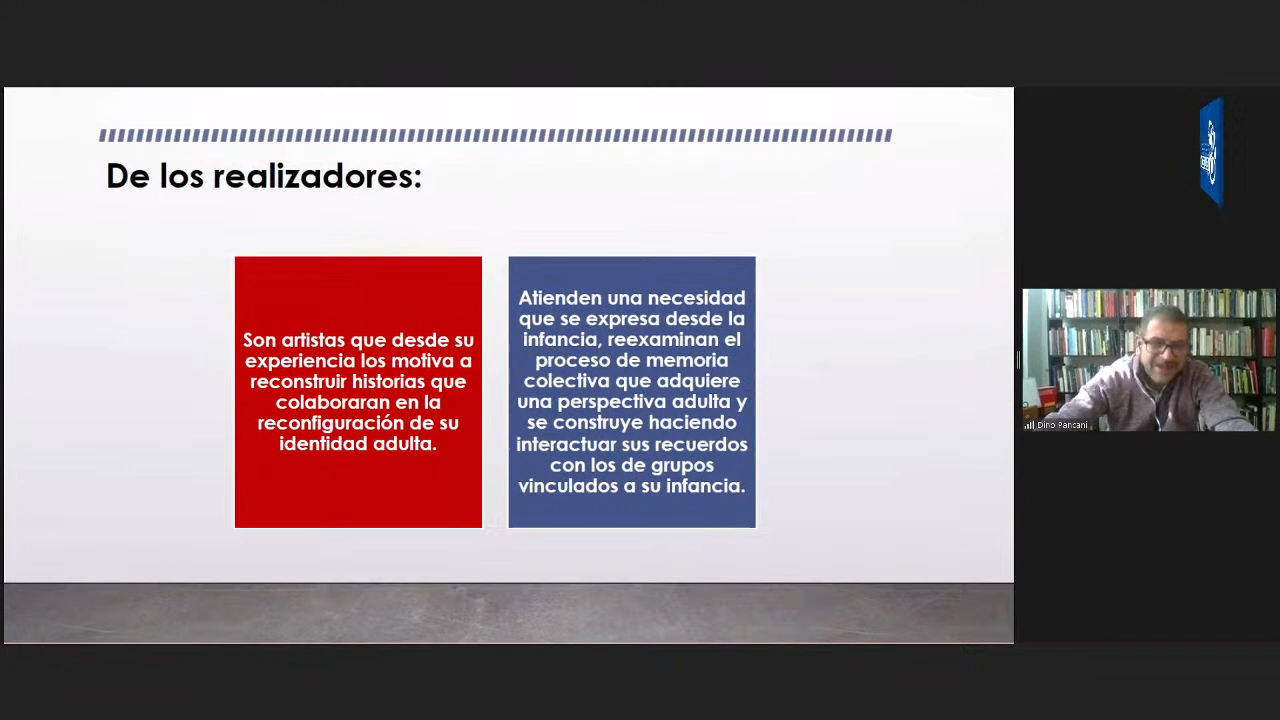 De los realizadores:
Son artistas que desde su
experiencia los motiva a
reconstruir historias que
colaboraran en la
reconfiguración de su
identidad adulta.
Atienden una necesidad
que se expresa desde la
infancia, reexaminan el
proceso de memoria
colectiva que adquiere
una perspectiva adulta y
se construye haciendo
interactuar sus recuerdos
con los de grupos
vinculados a su infancia.
Dino Pancani